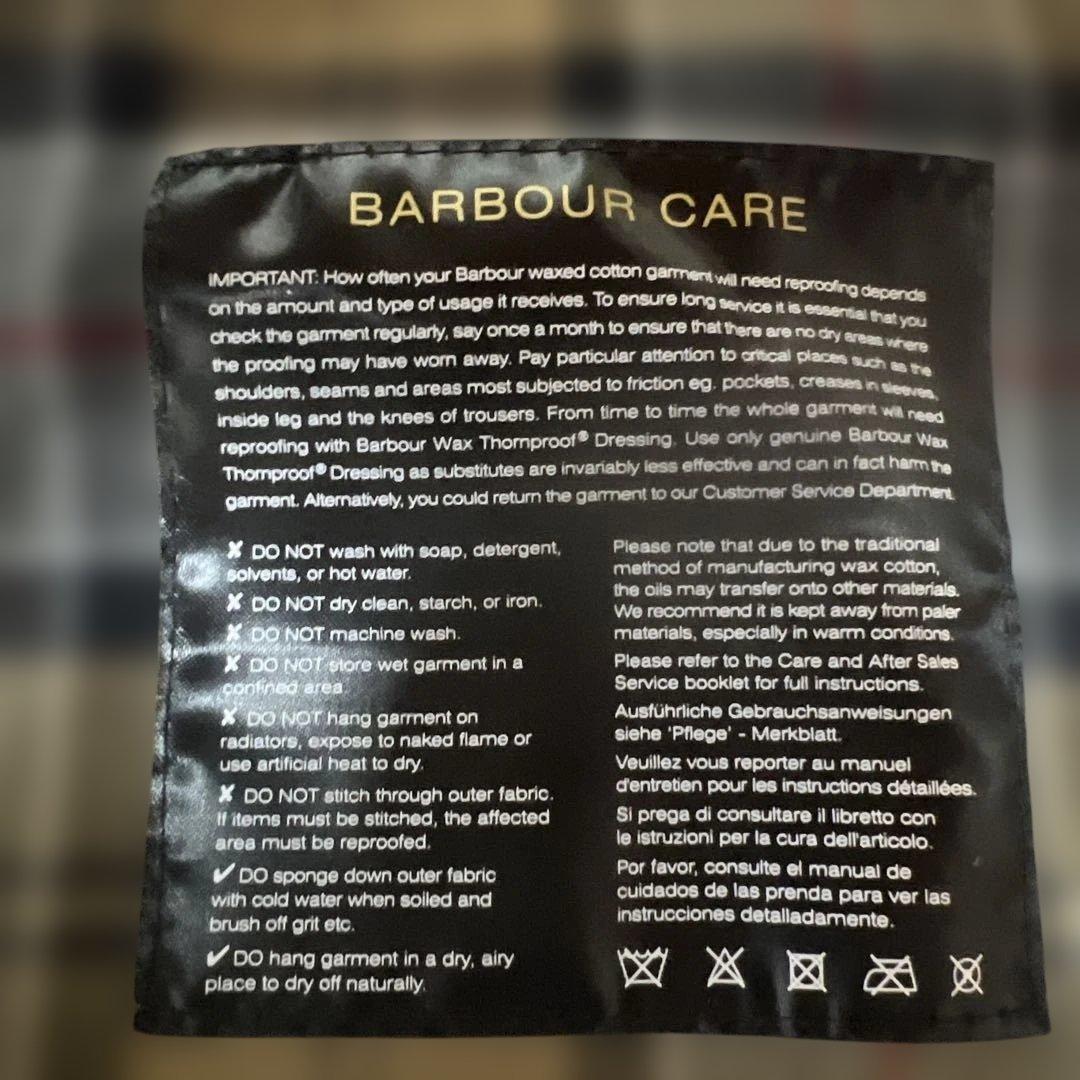 BARBOUR CARE
IMPORTANT: How often your Barbour waxed cotton garment will need reproofing depends
on the amount and type of usage it receives. To ensure long service it is essential that you
check the garment regularly, say once a month to ensure that there are no dry areas where
the proofing may have worn away. Pay particular attention to critical places such as the
shoulders, seams and areas most subjected to friction eg. pockets, creases in sleeves,
inside leg and the knees of trousers. From time to time the whole garment will need
reproofing with Barbour Wax Thornproof® Dressing. Use only genuine Barbour Wax
Thornproof® Dressing as substitutes are invariably less effective and can in fact harm the
garment. Alternatively, you could return the garment to our Customer Service Department.
✘ DO NOT wash with soap, detergent,
solvents, or hot water.
✘ DO NOT dry clean, starch, or iron.
✘ DO NOT machine wash.
✘ DO NOT store wet garment in a
confined area.
✘ DO NOT hang garment on
radiators, expose to naked flame or
use artificial heat to dry.
✘ DO NOT stitch through outer fabric.
If items must be stitched, the affected
area must be reproofed.
✔ DO sponge down outer fabric
with cold water when soiled and
brush off grit etc.
✔ DO hang garment in a dry, airy
place to dry off naturally.
Please note that due to the traditional
method of manufacturing wax cotton,
the oils may transfer onto other materials.
We recommend it is kept away from paler
materials, especially in warm conditions.
Please refer to the Care and After Sales
Service booklet for full instructions.
Ausführliche Gebrauchsanweisungen
siehe 'Pflege' - Merkblatt.
Veuillez vous reporter au manuel
d'entretien pour les instructions détaillées.
Si prega di consultare il libretto con
le istruzioni per la cura dell'articolo.
Por favor, consulte el manual de
cuidados de las prenda para ver las
instrucciones detalladamente.